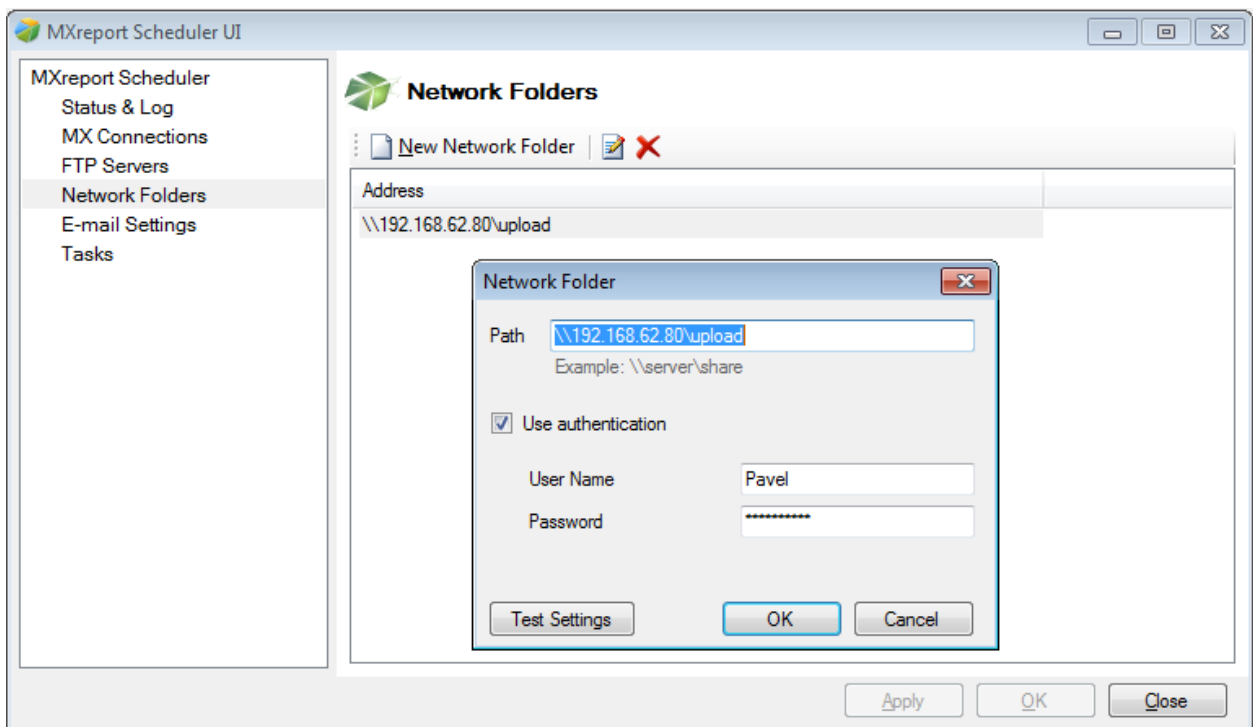 MXreport Scheduler UI
MXreport Scheduler
Status & Log
MX Connections
FTP Servers
Network Folders
E-mail Settings
Tasks
Network Folders
New Network Folder
Address
\\192.168.62.80\upload
Network Folder
Path \\192.168.62.80\upload
Example: \\server\share
Use authentication
User Name Pavel
Password **********
Test Settings OK Cancel
Apply OK Close